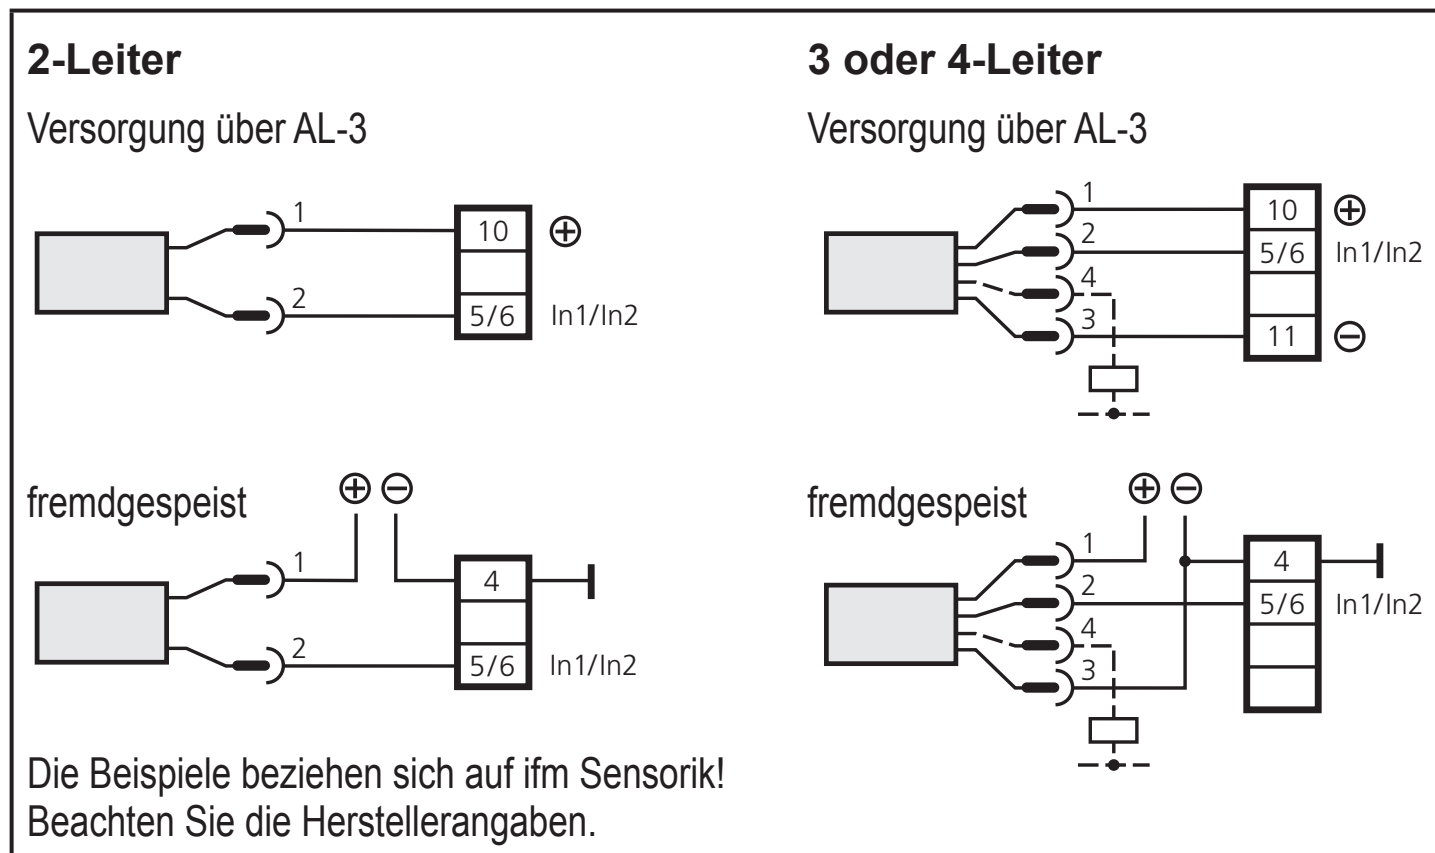 2-Leiter
Versorgung über AL-3
1
10
⊕
2
5/6
In1/In2
fremdgespeist
⊕ ⊖
1
4
2
5/6
In1/In2
Die Beispiele beziehen sich auf ifm Sensorik!
Beachten Sie die Herstellerangaben.
3 oder 4-Leiter
Versorgung über AL-3
1
10
⊕
2
5/6
In1/In2
4
3
11
⊖
fremdgespeist
⊕ ⊖
1
4
2
5/6
In1/In2
4
3